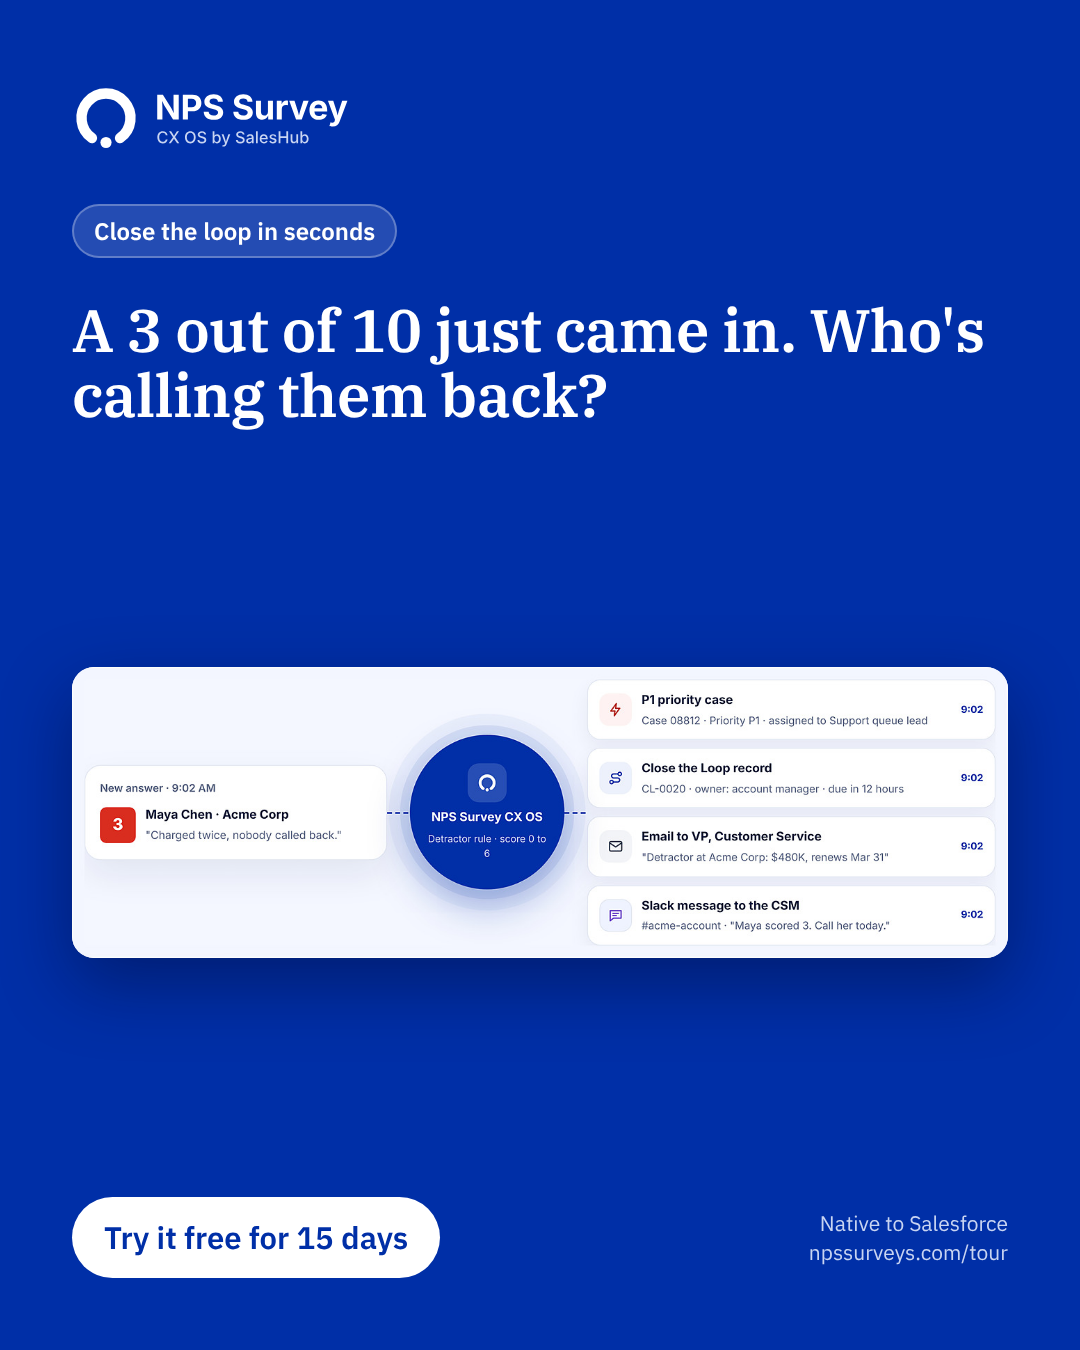 NPS Survey
CX OS by SalesHub
Close the loop in seconds
A 3 out of 10 just came in. Who's
calling them back?
New answer · 9:02 AM
3
Maya Chen · Acme Corp
"Charged twice, nobody called back."
NPS Survey CX OS
Detractor rule · score 0 to
6
P1 priority case
Case 08812 · Priority P1 · assigned to Support queue lead
9:02
Close the Loop record
CL-0020 · owner: account manager · due in 12 hours
9:02
Email to VP, Customer Service
"Detractor at Acme Corp: $480K, renews Mar 31"
9:02
Slack message to the CSM
#acme-account · "Maya scored 3. Call her today."
9:02
Try it free for 15 days
Native to Salesforce
npssurveys.com/tour